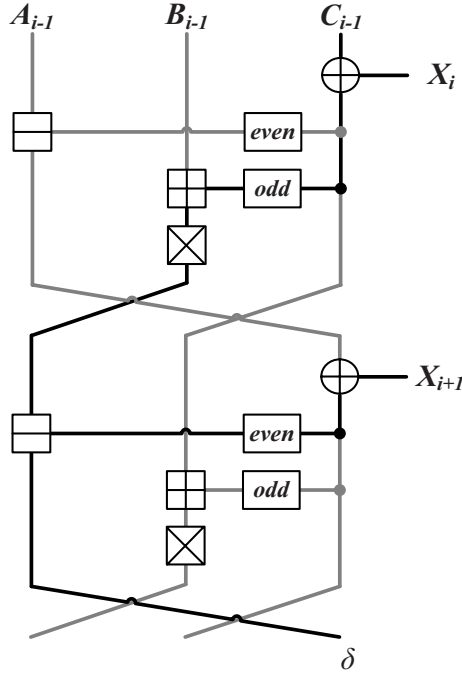 A_{i-1} B_{i-1} C_{i-1}
X_i
even
odd
X_{i+1}
even
odd
δ